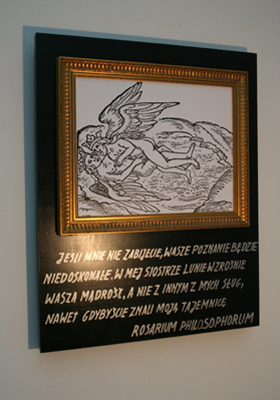 JEŚLI MNIE NIE ZABIJECIE, WASZE POZNANIE BĘDZIE
NIEDOSKONAŁE. W MEJ SIOSTRZE LUNIE WZROŚNIE
WASZA MĄDROŚĆ, A NIE Z INNYM Z MYCH SŁUG,
NAWET GDYBYŚCIE ZNALI MOJĄ TAJEMNICĘ
ROSARIUM PHILOSOPHORUM